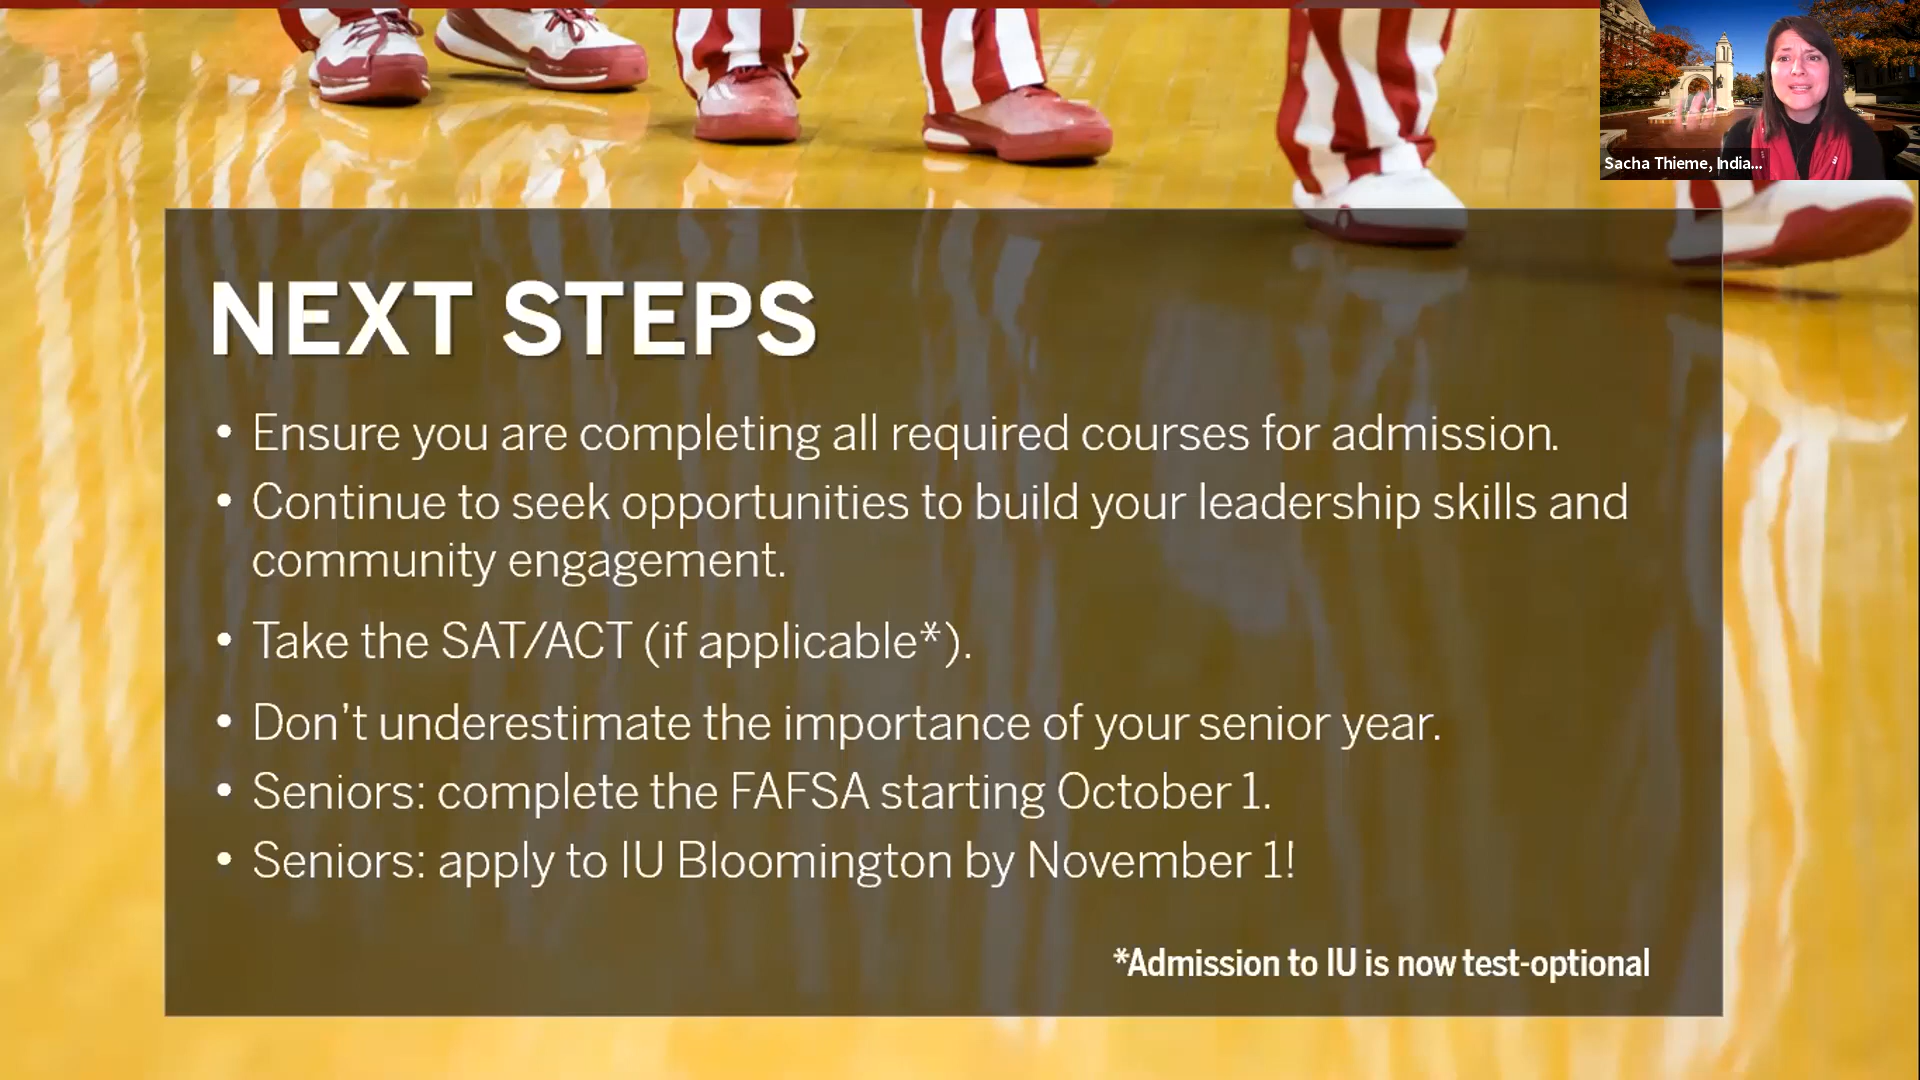 Sacha Thieme, India...
NEXT STEPS
• Ensure you are completing all required courses for admission.
• Continue to seek opportunities to build your leadership skills and
community engagement.
• Take the SAT/ACT (if applicable*).
• Don't underestimate the importance of your senior year.
• Seniors: complete the FAFSA starting October 1.
• Seniors: apply to IU Bloomington by November 1!
*Admission to IU is now test-optional